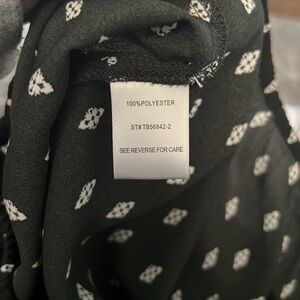 100%POLYESTER
ST# TB56842-2
SEE REVERSE FOR CARE